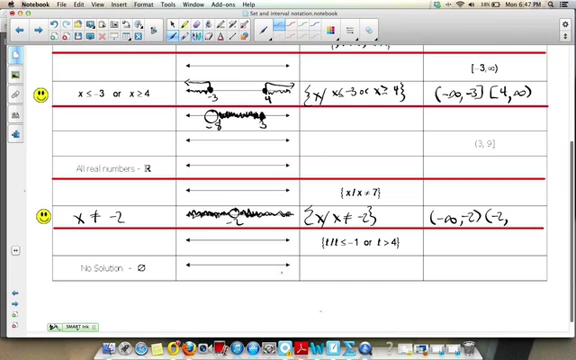 Notebook File Edit View Insert Format Tools Add-ons Window Help
38% Mon 6:47 PM
Set and interval notation.notebook
[-3,∞)
x ≤ -3 or x ≥ 4
-3
4
{x/x≤-3 or x≥4}
(-∞,-3] [4,∞)
-8
3
(3, 9]
All real numbers - ℝ
{x/x ≠ 7}
x ≠ -2
-2
{x/x ≠ -2}
(-∞,-2)(-2,
{t/t ≤ -1 or t > 4}
No Solution - ∅
SMART Ink